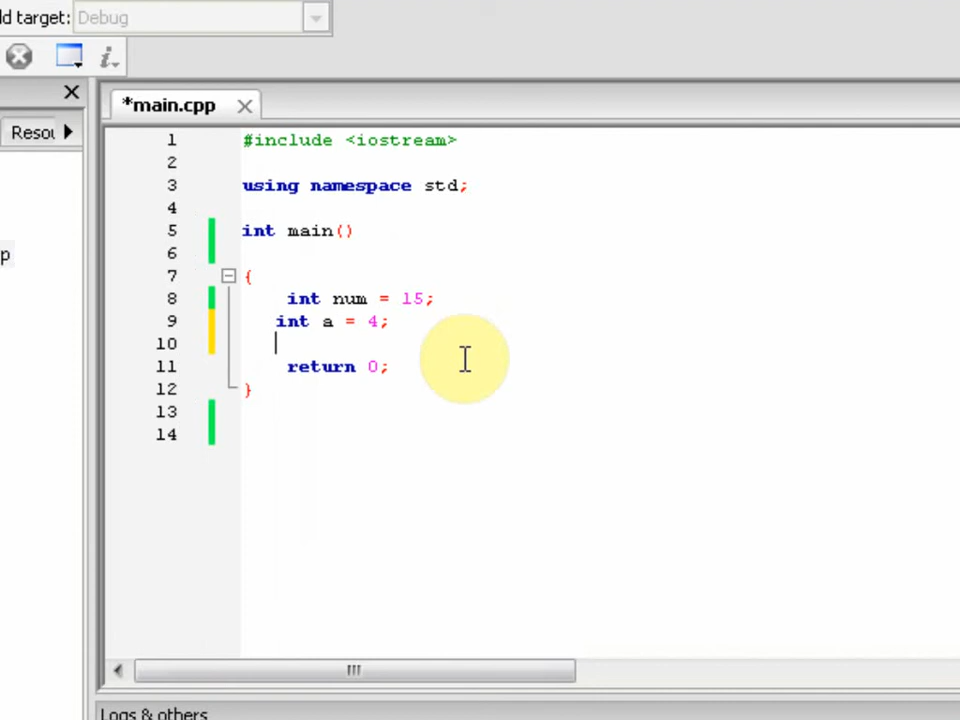 ld target: Debug
*main.cpp
Resou
1 #include <iostream>
2
3 using namespace std;
4
5 int main()
6
7 {
8 int num = 15;
9 int a = 4;
10
11 return 0;
12 }
13
14
p
Logs & others